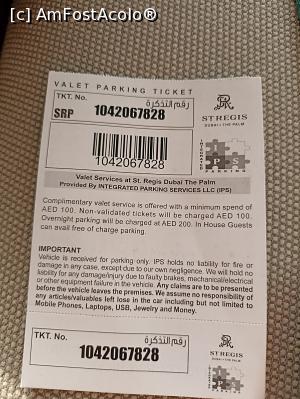 [c] AmFostAcolo®
VALET PARKING TICKET
TKT. No.
رقم التذكرة
SRP 1042067828
ST REGIS
DUBAI • THE PALM
1042067828
INTEGRATED
PS
PARKING
Valet Services at St. Regis Dubai The Palm
Provided By INTEGRATED PARKING SERVICES LLC (IPS)
Complimentary valet service is offered with a minimum spend of
AED 100. Non-validated tickets will be charged AED 100.
Overnight parking will be charged at AED 200. In House Guests
can avail free of charge parking.
IMPORTANT
Vehicle is received for parking only. IPS holds no liability for fire or
damage in any case, except due to our own negligence. We will hold no
liability for any damage/injury due to faulty brakes, mechanical/electrical
or other equipment failure in the vehicle. Any claims are to be presented
before the vehicle leaves the premises. We assume no responsibility of
any articles/valuables left/lose in the car including but not limited to
Mobile Phones, Laptops, USB, Jewelry and Money.
TKT. No.
رقم التذكرة
1042067828
ST REGIS
DUBAI • THE PALM